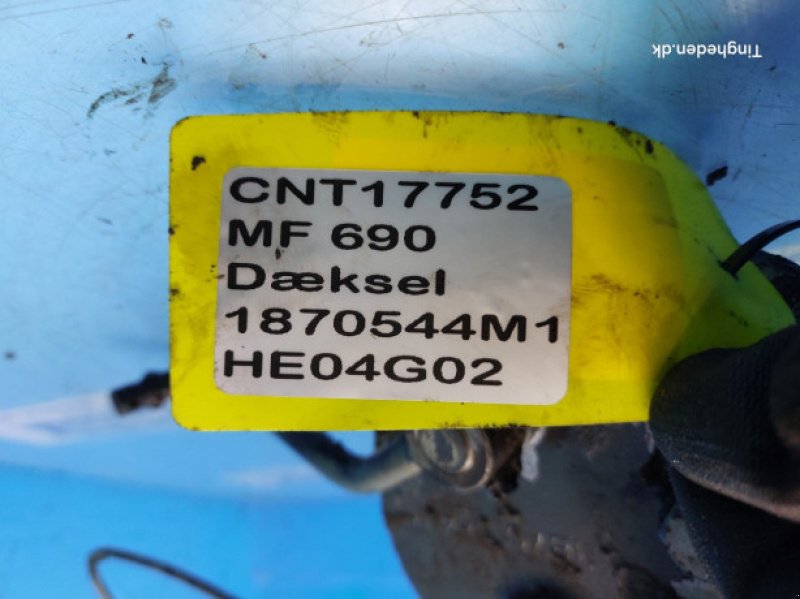 Tingheden.dk
CNT17752
MF 690
Dæksel
1870544M1
HE04G02